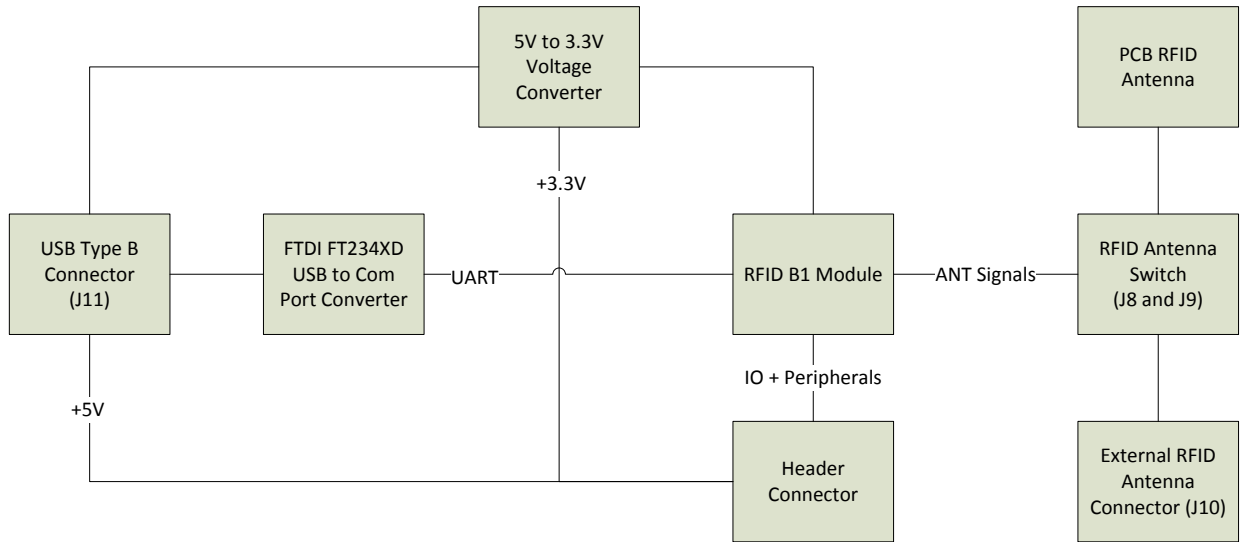 5V to 3.3V
Voltage
Converter
PCB RFID
Antenna
+3.3V
USB Type B
Connector
(J11)
FTDI FT234XD
USB to Com
Port Converter
UART
RFID B1 Module
ANT Signals
RFID Antenna
Switch
(J8 and J9)
IO + Peripherals
+5V
Header
Connector
External RFID
Antenna
Connector (J10)